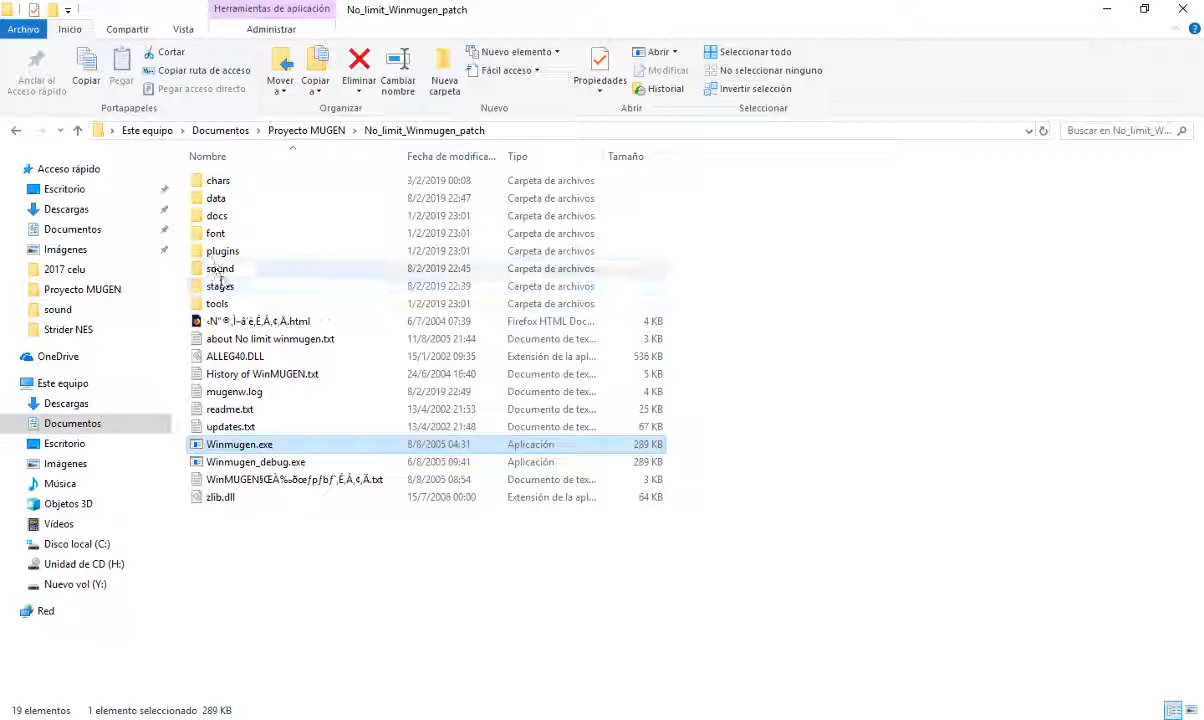 Herramientas de aplicación
No_limit_Winmugen_patch
Archivo
Inicio
Compartir
Vista
Administrar
Anclar al
Acceso rápido
Copiar
Pegar
Cortar
Copiar ruta de acceso
Pegar acceso directo
Portapapeles
Mover
a
Copiar
a
Eliminar
Cambiar
nombre
Organizar
Nueva
carpeta
Nuevo elemento
Fácil acceso
Nuevo
Propiedades
Abrir
Modificar
Historial
Abrir
Seleccionar todo
No seleccionar ninguno
Invertir selección
Seleccionar
Este equipo > Documentos > Proyecto MUGEN > No_limit_Winmugen_patch
Buscar en No_limit_W...
Nombre Fecha de modifica... Tipo Tamaño
Acceso rápido
Escritorio
Descargas
Documentos
Imágenes
2017 celu
Proyecto MUGEN
sound
Strider NES
OneDrive
Este equipo
Descargas
Documentos
Escritorio
Imágenes
Música
Objetos 3D
Vídeos
Disco local (C:)
Unidad de CD (H:)
Nuevo vol (Y:)
Red
chars 3/2/2019 00:08 Carpeta de archivos
data 8/2/2019 22:47 Carpeta de archivos
docs 1/2/2019 23:01 Carpeta de archivos
font 1/2/2019 23:01 Carpeta de archivos
plugins 1/2/2019 23:01 Carpeta de archivos
sound 8/2/2019 22:45 Carpeta de archivos
stages 8/2/2019 22:39 Carpeta de archivos
tools 1/2/2019 23:01 Carpeta de archivos
6/7/2004 07:39 Firefox HTML Doc... 4 KB
about No limit winmugen.txt 11/8/2005 21:44 Documento de tex... 3 KB
ALLEG40.DLL 15/1/2002 09:35 Extensión de la apl... 536 KB
History of WinMUGEN.txt 24/6/2004 16:40 Documento de tex... 5 KB
mugenw.log 8/2/2019 22:49 Documento de tex... 4 KB
readme.txt 13/4/2002 21:53 Documento de tex... 25 KB
updates.txt 13/4/2002 21:48 Documento de tex... 67 KB
Winmugen.exe 8/8/2005 04:31 Aplicación 289 KB
Winmugen_debug.exe 6/8/2005 09:41 Aplicación 289 KB
8/8/2005 08:54 Documento de tex... 3 KB
zlib.dll 15/7/2006 00:00 Extensión de la apl... 64 KB
19 elementos 1 elemento seleccionado 289 KB